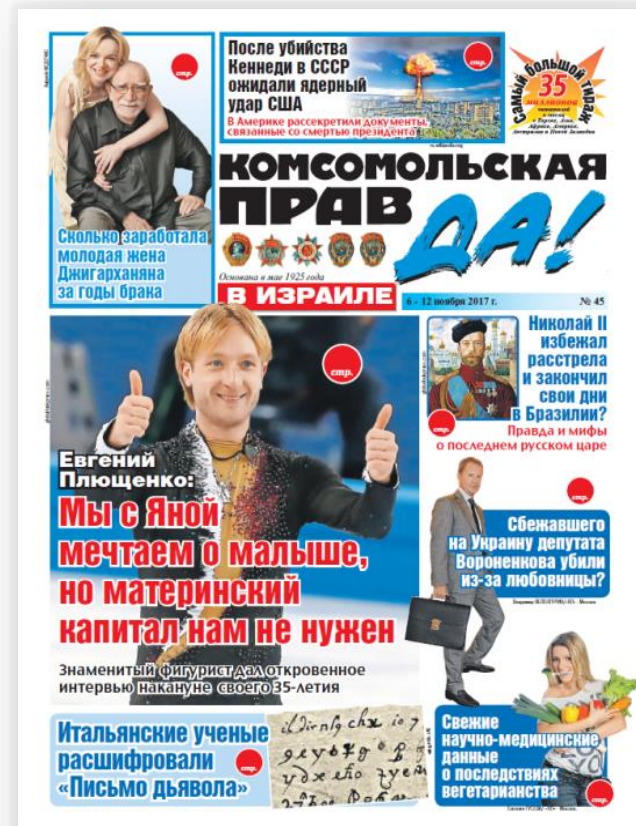 После убийства
Кеннеди в СССР
ожидали ядерный
удар США
В Америке рассекретили документы,
связанные со смертью президента
стр.
стр.
САМЫЙ БОЛЬШОЙ ТИРАЖ
35
миллионов
Сколько заработала
молодая жена
Джигарханяна
за годы брака
КОМСОМОЛЬСКАЯ
ПРАВДА!
Основана в мае 1925 года
В ИЗРАИЛЕ
6 - 12 ноября 2017 г.
№ 45
стр.
Евгений
Плющенко:
Мы с Яной
мечтаем о малыше,
но материнский
капитал нам не нужен
Знаменитый фигурист дал откровенное
интервью накануне своего 35-летия
Николай II
избежал
расстрела
и закончил
свои дни
в Бразилии?
стр.
Правда и мифы
о последнем русском царе
стр.
Сбежавшего
на Украину депутата
Вороненкова убили
из-за любовницы?
Итальянские ученые
расшифровали
«Письмо дьявола»
стр.
Свежие
научно-медицинские
данные
о последствиях
вегетарианства
стр.